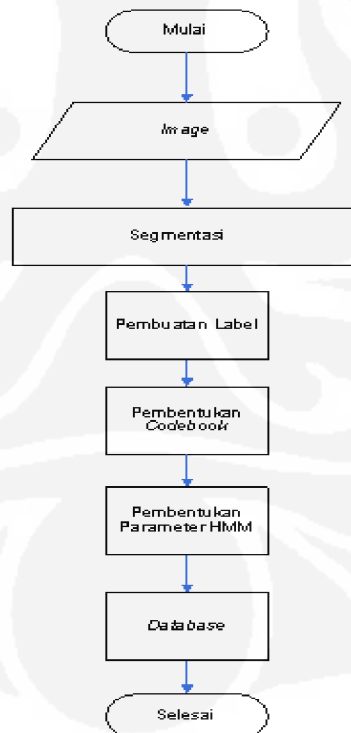 Mulai
Image
Segmentasi
Pembuatan Label
Pembentukan
Codebook
Pembentukan
Parameter HMM
Database
Selesai